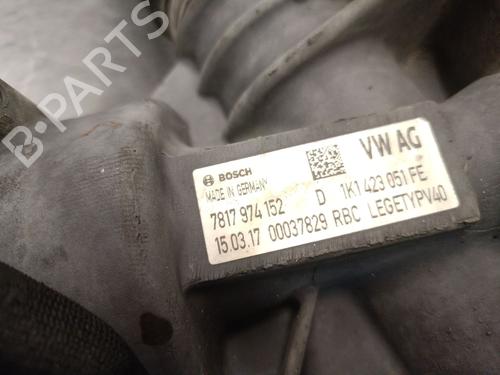 B-PARTS
BOSCH
MADE IN GERMANY
VW AG
7817 974 152 D 1K1 423 051 FE
15.03.17 00037829 RBC LEGETYPV40
B-PARTS